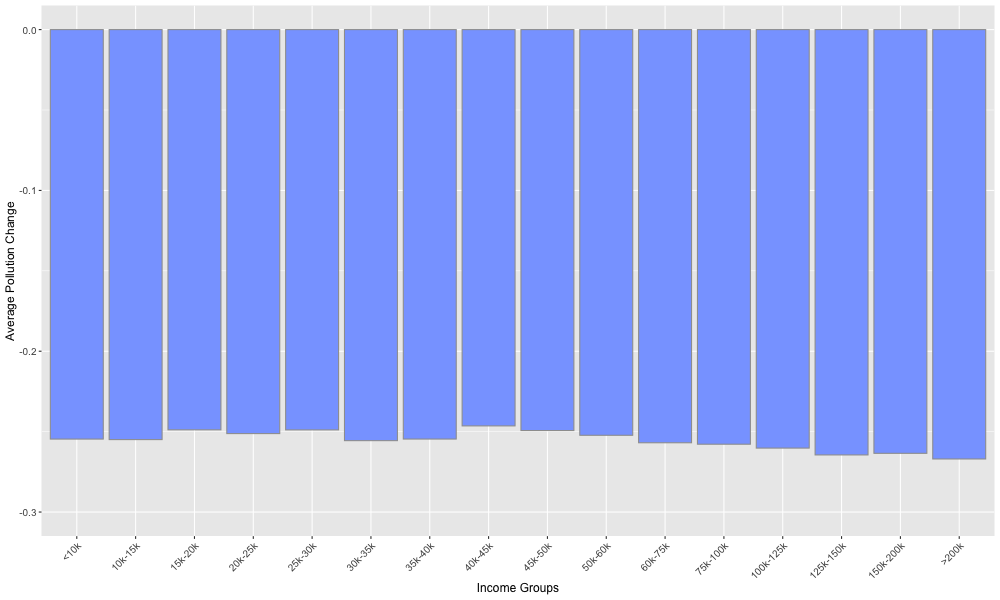 0.0
-0.1
-0.2
-0.3
Average Pollution Change
<10k
10k-15k
15k-20k
20k-25k
25k-30k
30k-35k
35k-40k
40k-45k
45k-50k
50k-60k
60k-75k
75k-100k
100k-125k
125k-150k
150k-200k
>200k
Income Groups